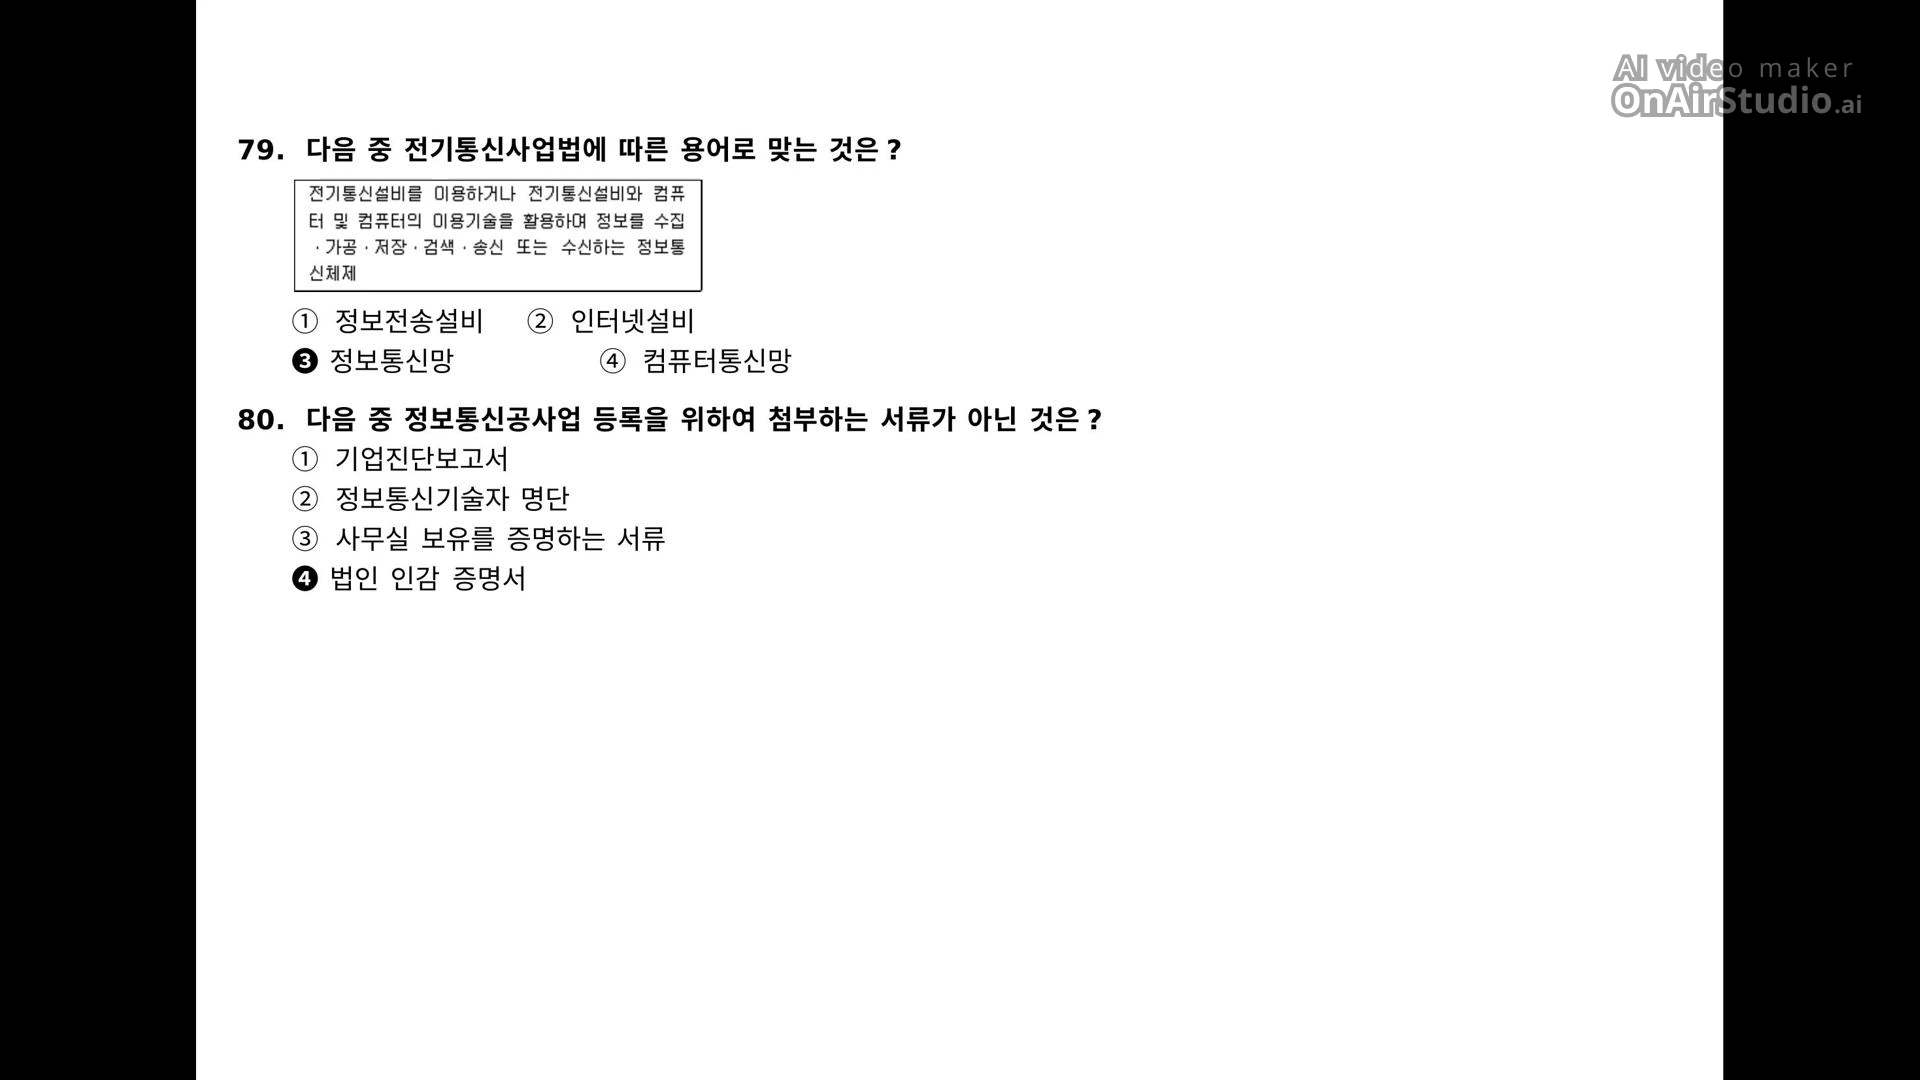 AI video maker
OnAirStudio.ai
79. 다음 중 전기통신사업법에 따른 용어로 맞는 것은?
전기통신설비를 이용하거나 전기통신설비와 컴퓨
터 및 컴퓨터의 이용기술을 활용하여 정보를 수집
·가공·저장·검색·송신 또는 수신하는 정보통
신체제
① 정보전송설비 ② 인터넷설비
❸ 정보통신망 ④ 컴퓨터통신망
80. 다음 중 정보통신공사업 등록을 위하여 첨부하는 서류가 아닌 것은?
① 기업진단보고서
② 정보통신기술자 명단
③ 사무실 보유를 증명하는 서류
❹ 법인 인감 증명서